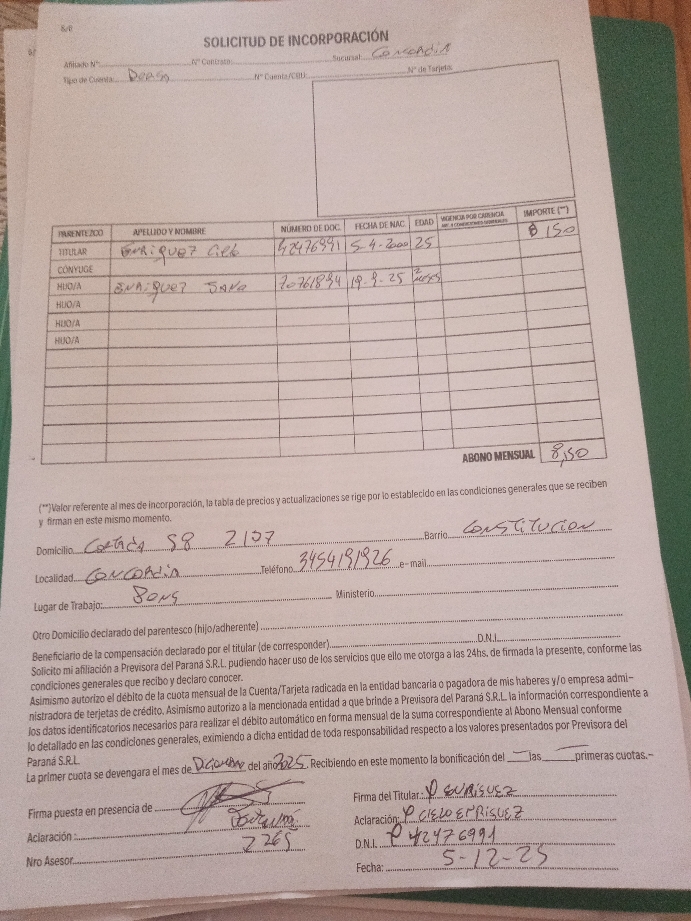 SOLICITUD DE INCORPORACIÓN
Afiliado N°: N° Contrato: Sucursal: Concordia
Tipo de Cuenta: N° Cuenta/CBU: N° de Tarjeta:
PARENTEZCO APELLIDO Y NOMBRE NÚMERO DE DOC. FECHA DE NAC. EDAD VIGENCIA POR CARENCIA IMPORTE (**)
TITULAR ENRIQUEZ Cielo 42476991 5-4-2000 25 8,50
CÓNYUGE
HIJO/A ENRIQUEZ 19-9-25 2 meses
HIJO/A
HIJO/A
HIJO/A
ABONO MENSUAL 8,50
(**)Valor referente al mes de incorporación, la tabla de precios y actualizaciones se rige por lo establecido en las condiciones generales que se reciben
y firman en este mismo momento.
Domicilio 58 Barrio CONSTITUCION
Localidad CONCORDIA Teléfono 3454191926 e-mail
Lugar de Trabajo: Ministerio
Otro Domicilio declarado del parentesco (hijo/adherente)
Beneficiario de la compensación declarado por el titular (de corresponder) D.N.I.
Solicito mi afiliación a Previsora del Paraná S.R.L. pudiendo hacer uso de los servicios que ello me otorga a las 24hs. de firmada la presente, conforme las
condiciones generales que recibo y declaro conocer.
Asimismo autorizo el débito de la cuota mensual de la Cuenta/Tarjeta radicada en la entidad bancaria o pagadora de mis haberes y/o empresa admi-
nistradora de terjetas de crédito. Asimismo autorizo a la mencionada entidad a que brinde a Previsora del Paraná S.R.L. la información correspondiente a
los datos identificatorios necesarios para realizar el débito automático en forma mensual de la suma correspondiente al Abono Mensual conforme
lo detallado en las condiciones generales, eximiendo a dicha entidad de toda responsabilidad respecto a los valores presentados por Previsora del
Paraná S.R.L.
La primer cuota se devengara el mes de Diciembre del año 2025. Recibiendo en este momento la bonificación del las primeras cuotas.-
Firma puesta en presencia de Firma del Titular: ENRIQUEZ
Aclaración: Aclaración: CIELO ENRIQUEZ
Nro Asesor 2265 D.N.I. 42476991
Fecha: 5-12-25